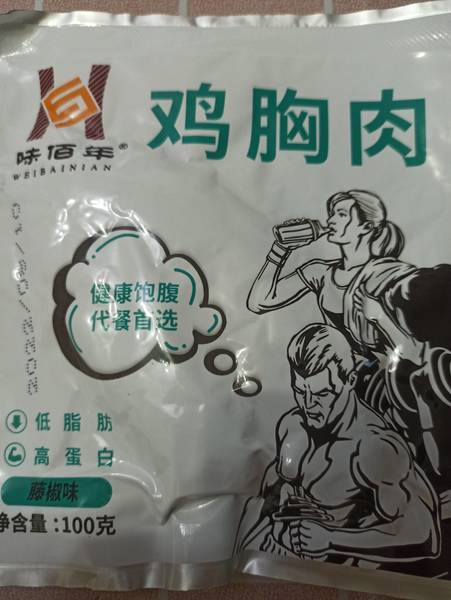 味佰年®
WEIBAINIAN
鸡胸肉
健康饱腹
代餐首选
低脂肪
高蛋白
藤椒味
净含量:100克